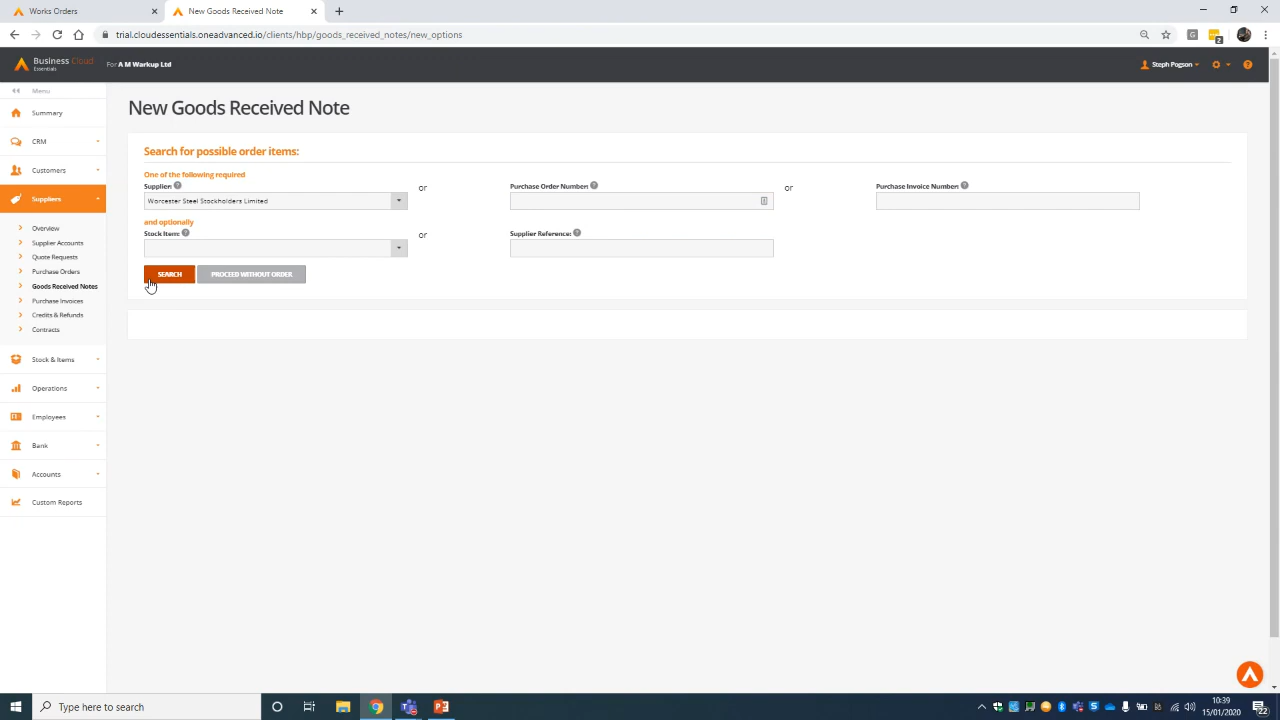 Works Orders
New Goods Received Note
trial.cloudessentials.oneadvanced.io/clients/hbp/goods_received_notes/new_options
Business Cloud
Essentials
For A M Warkup Ltd
Steph Pogson
Menu
Summary
CRM
Customers
Suppliers
Overview
Supplier Accounts
Quote Requests
Purchase Orders
Goods Received Notes
Purchase Invoices
Credits & Refunds
Contracts
Stock & Items
Operations
Employees
Bank
Accounts
Custom Reports
New Goods Received Note
Search for possible order items:
One of the following required
Supplier:
Worcester Steel Stockholders Limited
or
Purchase Order Number:
or
Purchase Invoice Number:
and optionally
Stock Item:
or
Supplier Reference:
SEARCH
PROCEED WITHOUT ORDER
Type here to search
10:39
15/01/2020
22